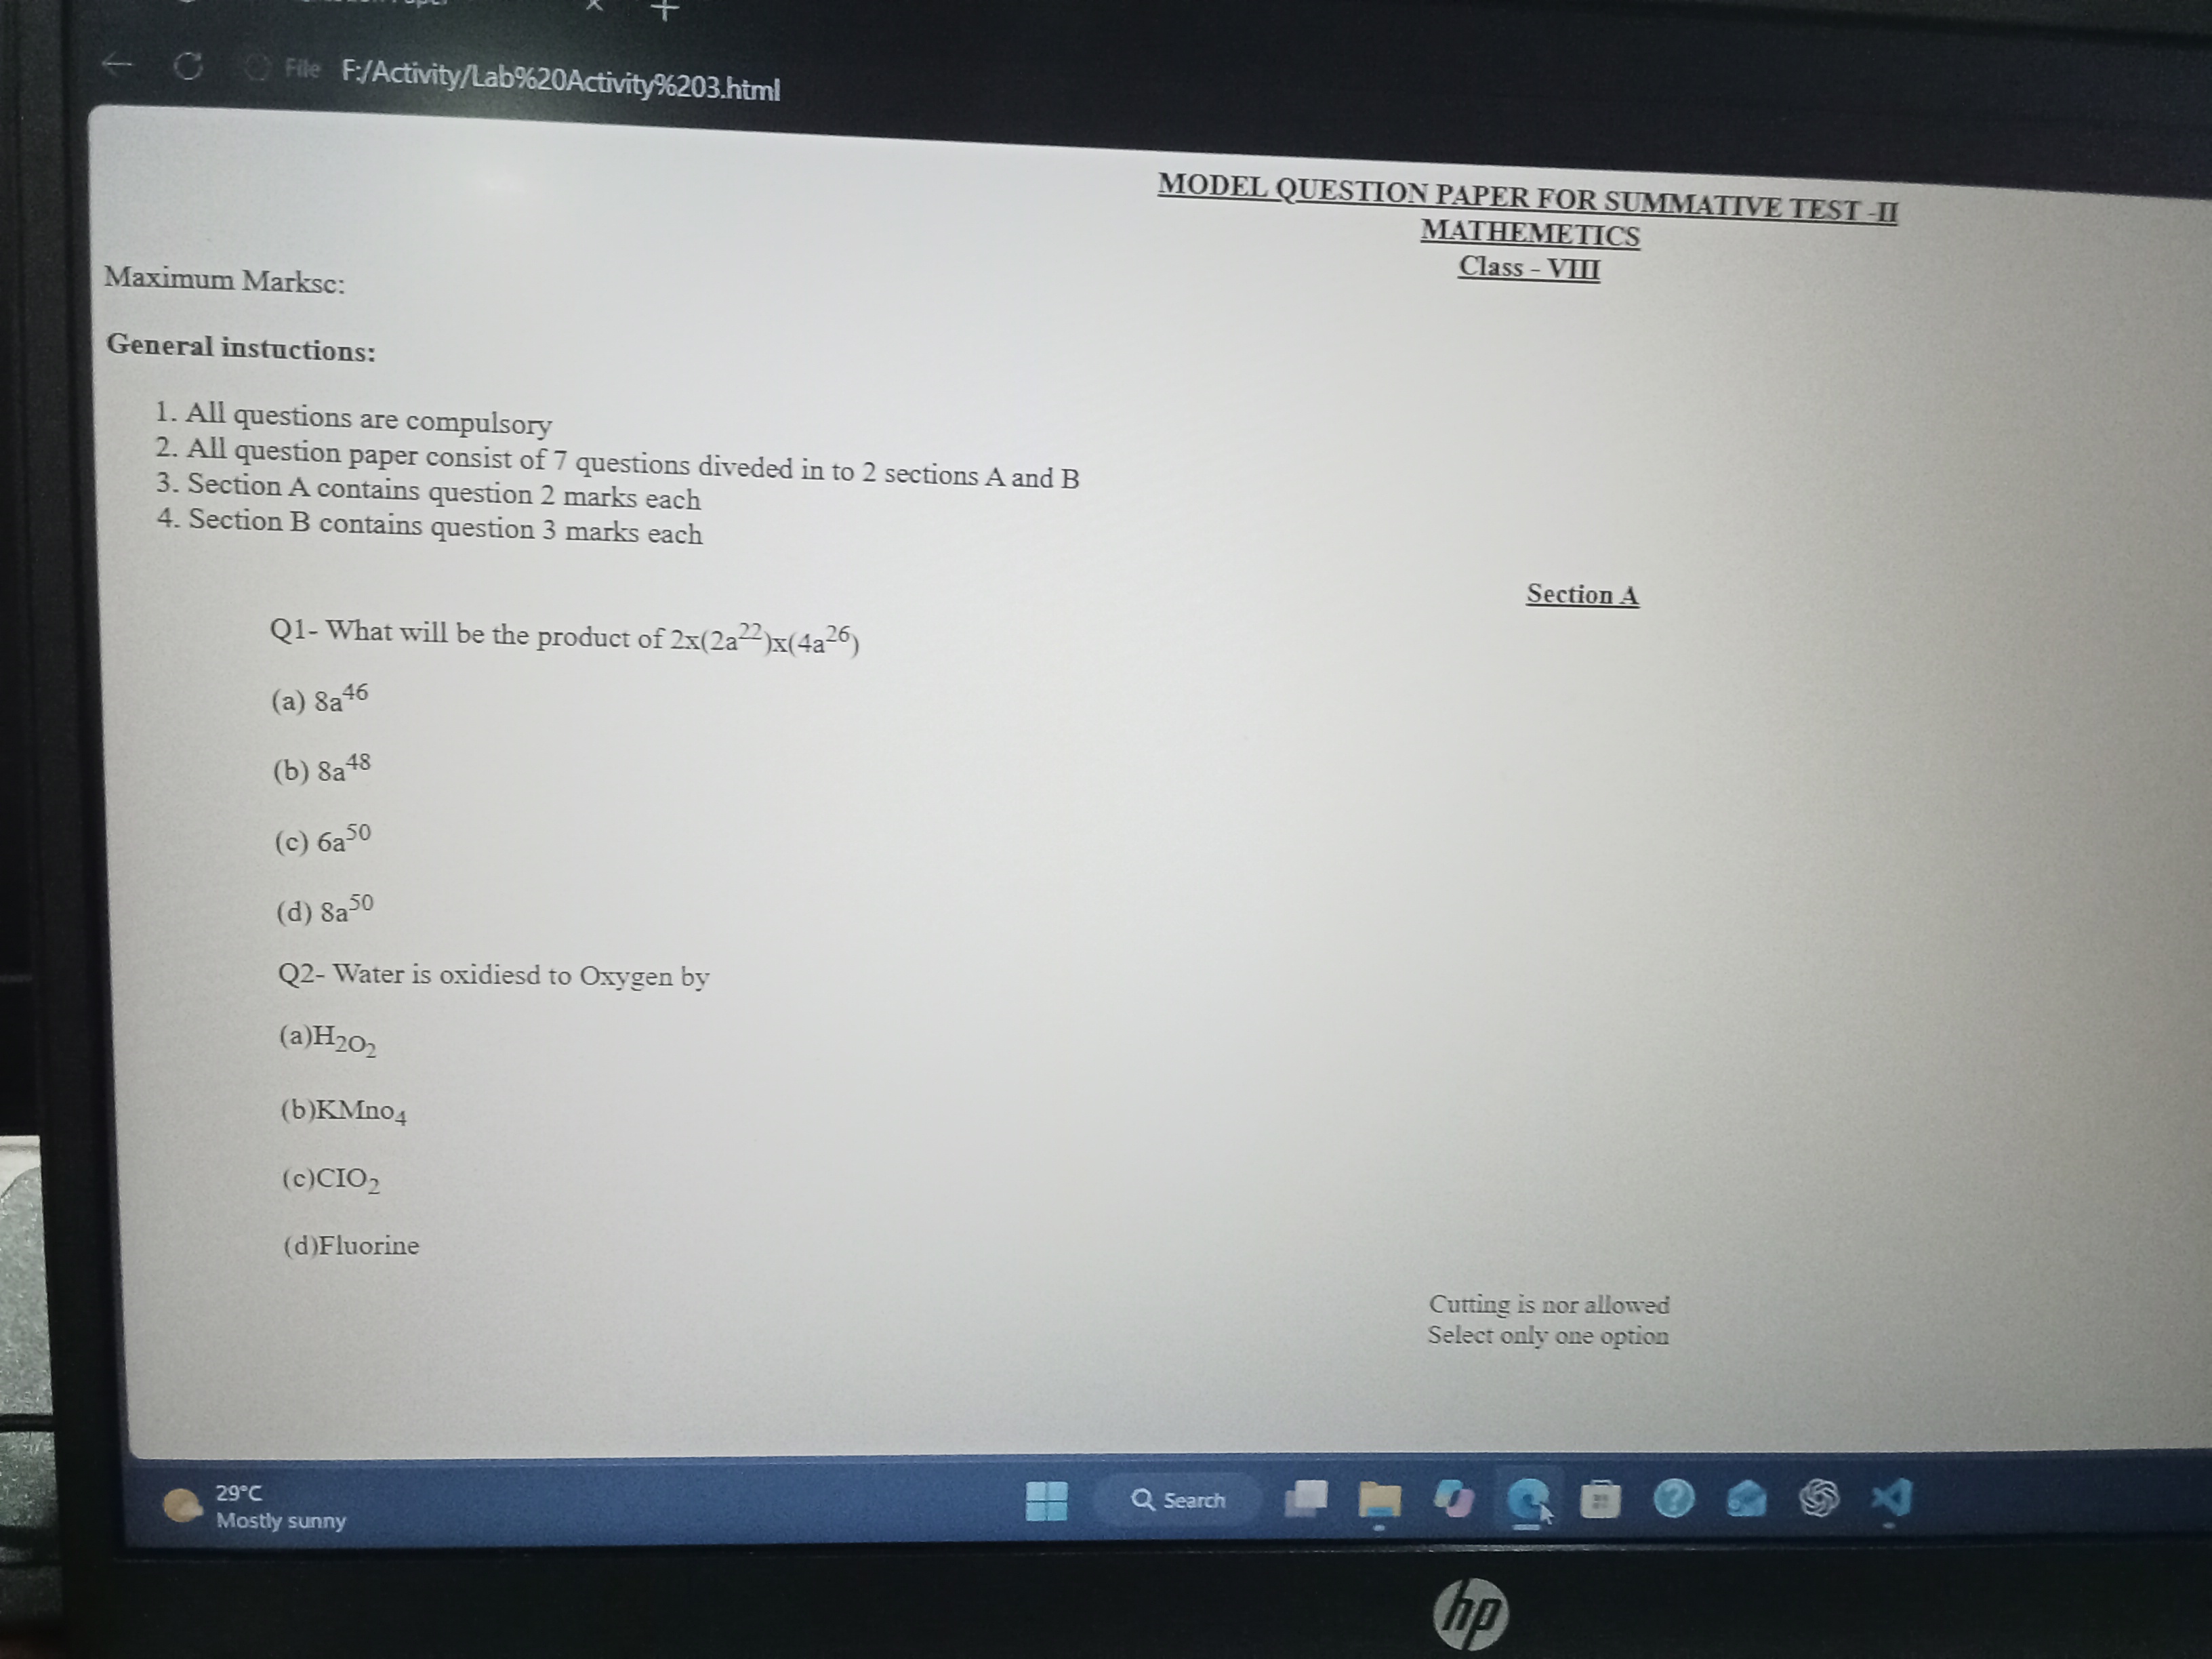 File F:/Activity/Lab%20Activity%203.html
MODEL QUESTION PAPER FOR SUMMATIVE TEST -II
MATHEMETICS
Class - VIII
Maximum Marksc:
General instuctions:
1. All questions are compulsory
2. All question paper consist of 7 questions diveded in to 2 sections A and B
3. Section A contains question 2 marks each
4. Section B contains question 3 marks each
Section A
Q1- What will be the product of 2x(2a²²)x(4a²⁶)
(a) 8a⁴⁶
(b) 8a⁴⁸
(c) 6a⁵⁰
(d) 8a⁵⁰
Q2- Water is oxidiesd to Oxygen by
(a)H₂O₂
(b)KMno₄
(c)CIO₂
(d)Fluorine
Cutting is nor allowed
Select only one option
29°C
Mostly sunny
Search
hp